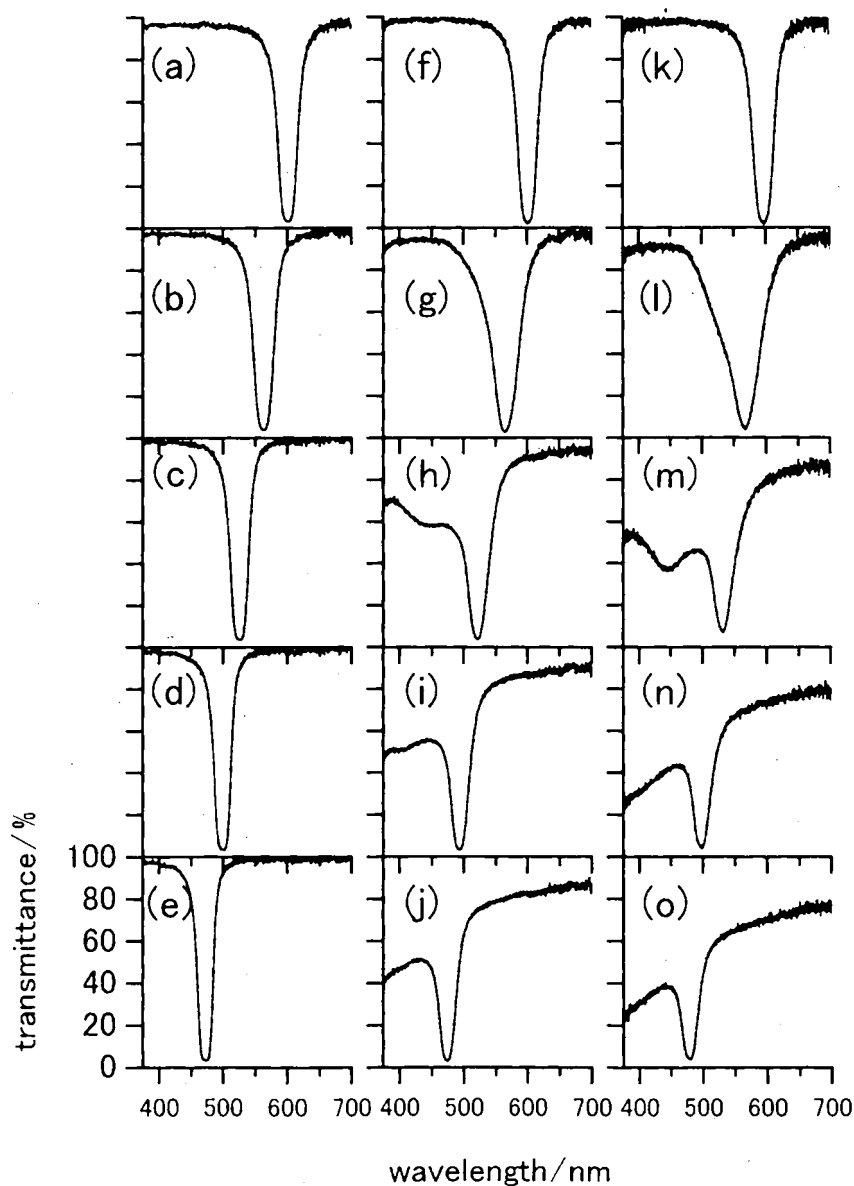 (a) (f) (k)
(b) (g) (l)
(c) (h) (m)
(d) (i) (n)
100
(e) (j) (o)
80
60
40
20
0
transmittance/%
400 500 600 700 400 500 600 700 400 500 600 700
wavelength/nm